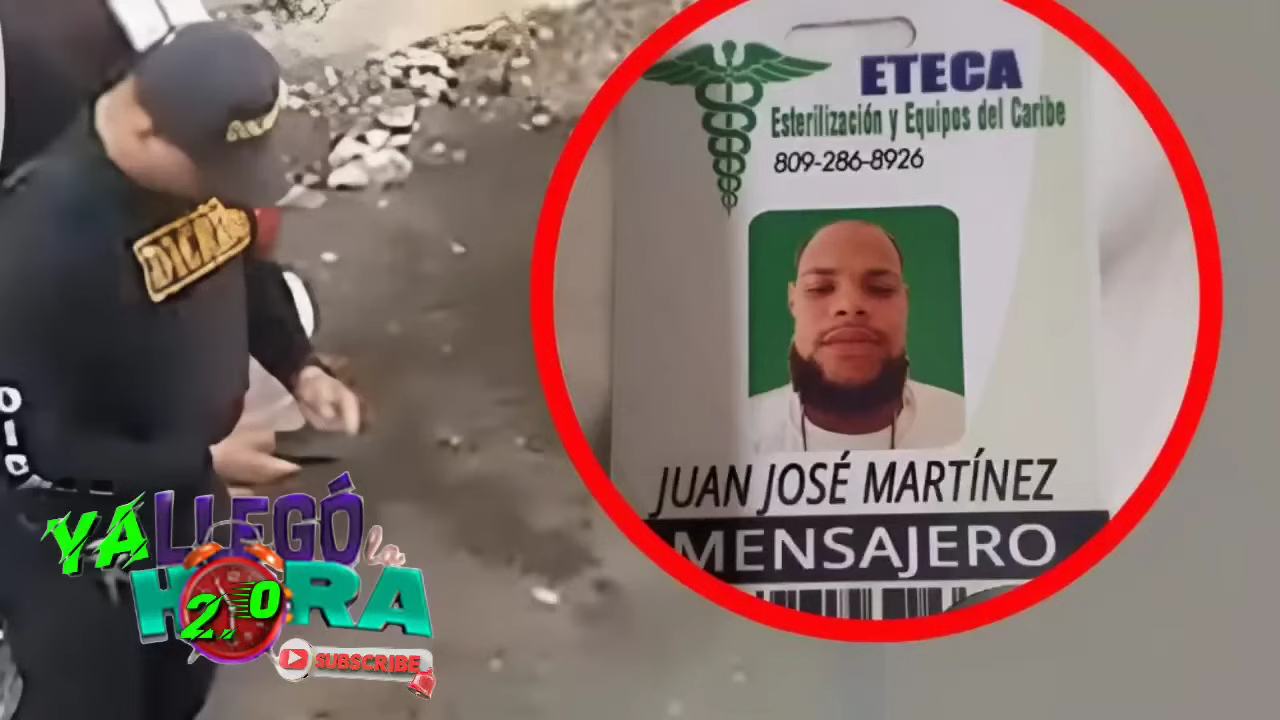 ETECA
Esterilización y Equipos del Caribe
809-286-8926
JUAN JOSÉ MARTÍNEZ
MENSAJERO
YA LLEGÓ la
HORA
2.0
SUBSCRIBE